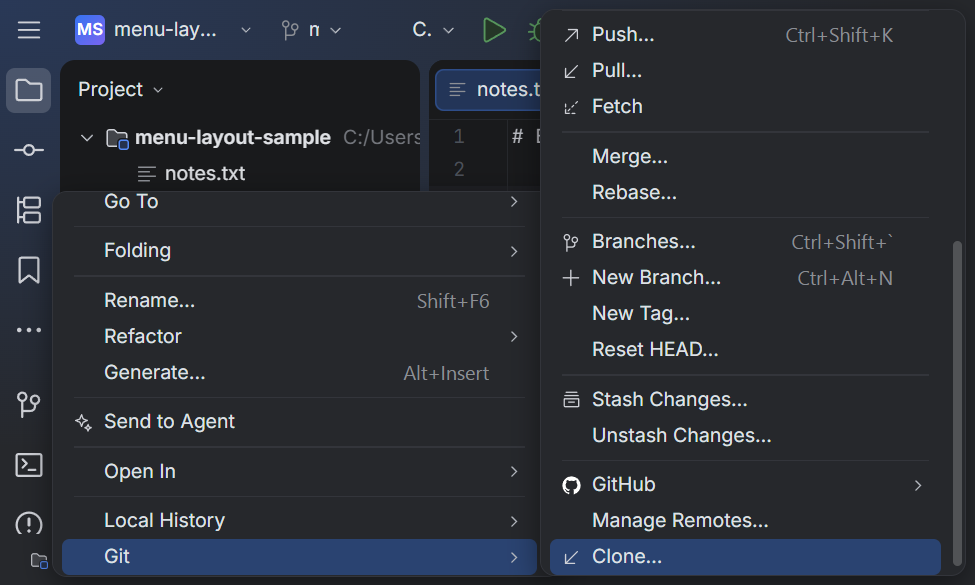 MS menu-lay... m C.
Project
menu-layout-sample C:/Users
notes.txt
notes.t
1 #
2
Go To
Folding
Rename... Shift+F6
Refactor
Generate... Alt+Insert
Send to Agent
Open In
Local History
Git
Push... Ctrl+Shift+K
Pull...
Fetch
Merge...
Rebase...
Branches... Ctrl+Shift+`
New Branch... Ctrl+Alt+N
New Tag...
Reset HEAD...
Stash Changes...
Unstash Changes...
GitHub
Manage Remotes...
Clone...